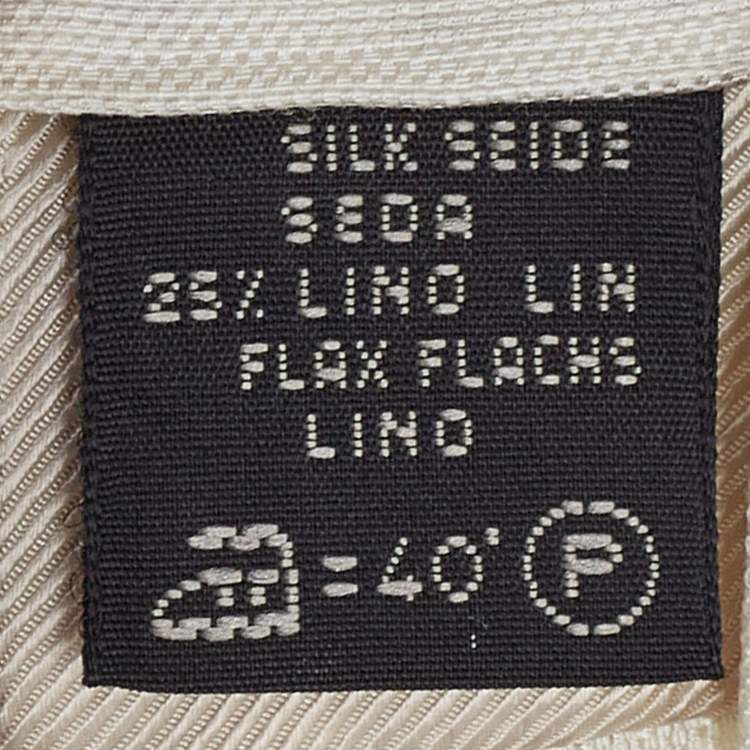 SILK SEIDE
SEDA
25% LINO LIN
FLAX FLACHS
LINO
= 40° P